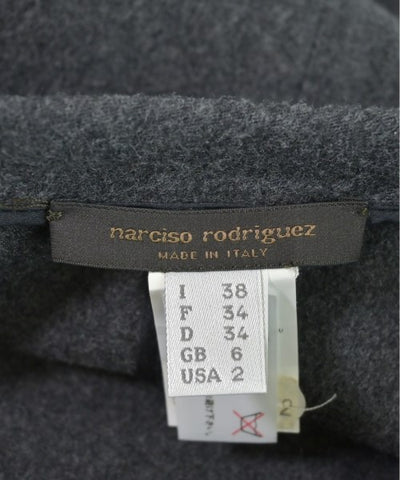 narciso rodriguez
MADE IN ITALY
I 38
F 34
D 34
GB 6
USA 2